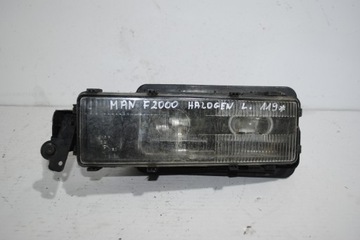 MAN F2000 HALOGEN L. 119*